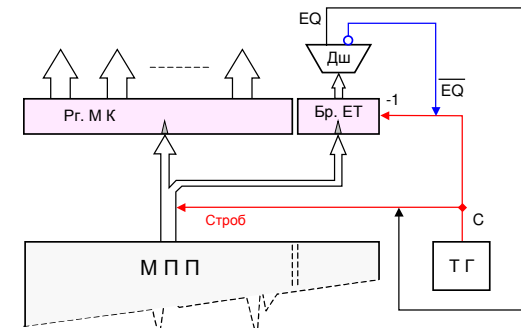 EQ
Дш
EQ
Рг. М К
Бр. ЕТ
-1
Строб
С
М П П
Т Г